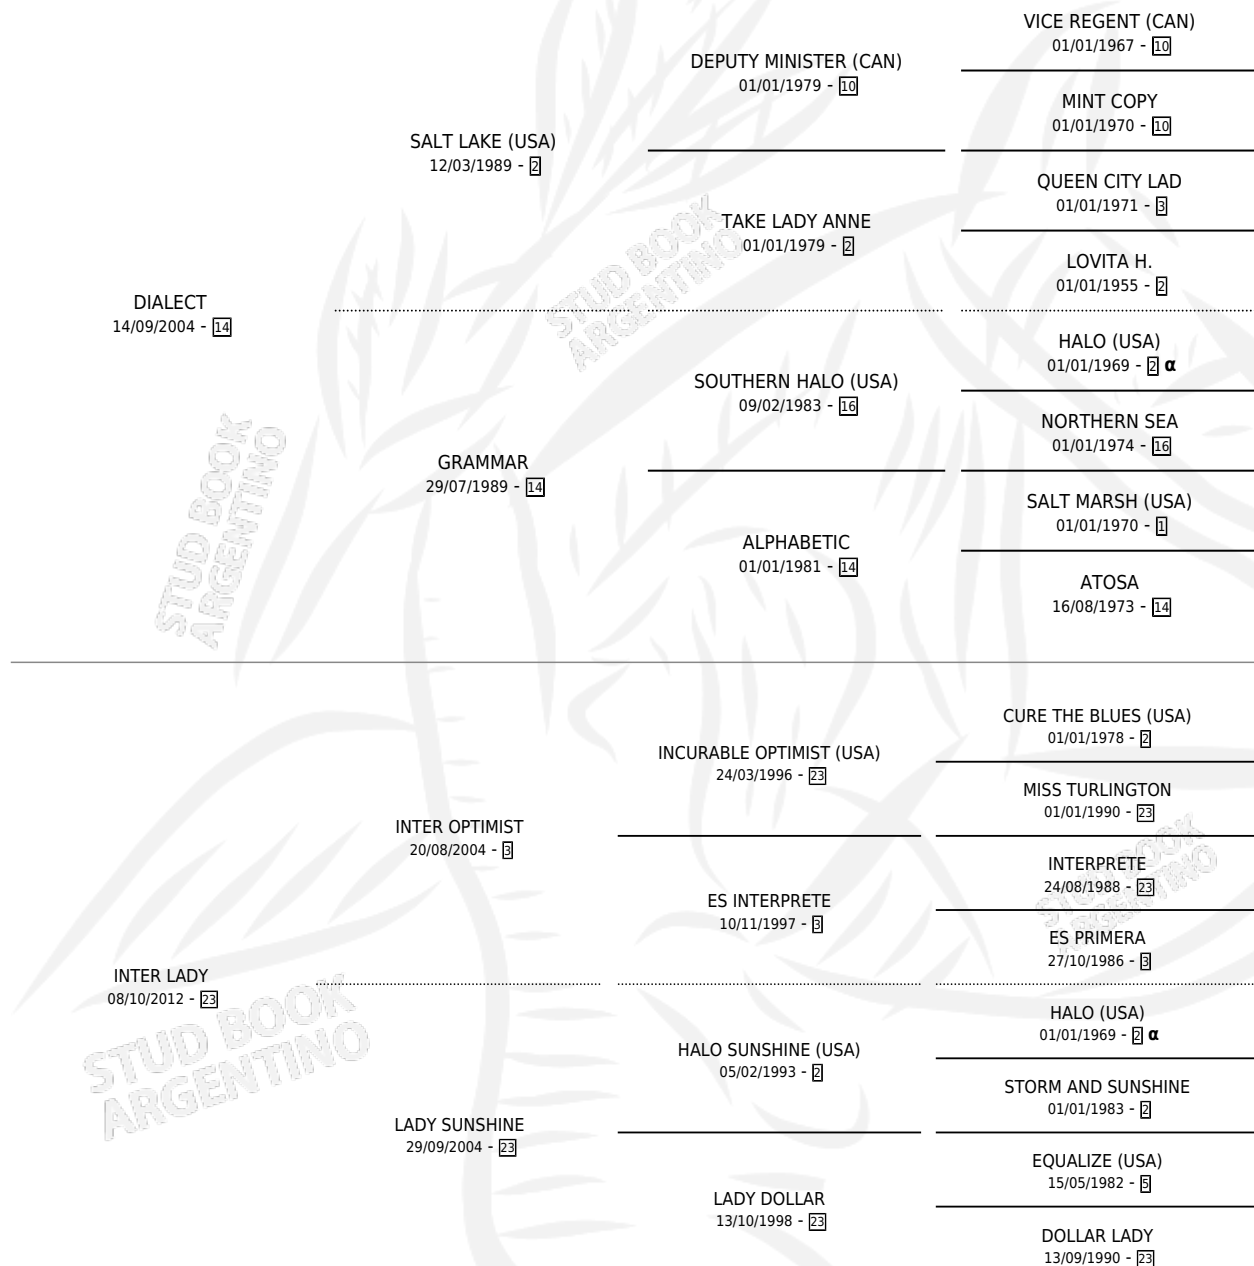 VICE REGENT (CAN)
01/01/1967 - 10
DEPUTY MINISTER (CAN)
01/01/1979 - 10
MINT COPY
01/01/1970 - 10
SALT LAKE (USA)
12/03/1989 - 2
QUEEN CITY LAD
01/01/1971 - 3
TAKE LADY ANNE
01/01/1979 - 2
LOVITA H.
01/01/1955 - 2
DIALECT
14/09/2004 - 14
HALO (USA)
01/01/1969 - 2 α
SOUTHERN HALO (USA)
09/02/1983 - 16
NORTHERN SEA
01/01/1974 - 16
GRAMMAR
29/07/1989 - 14
SALT MARSH (USA)
01/01/1970 - 1
ALPHABETIC
01/01/1981 - 14
ATOSA
16/08/1973 - 14
CURE THE BLUES (USA)
01/01/1978 - 2
INCURABLE OPTIMIST (USA)
24/03/1996 - 23
MISS TURLINGTON
01/01/1990 - 23
INTER OPTIMIST
20/08/2004 - 3
INTERPRETE
24/08/1988 - 23
ES INTERPRETE
10/11/1997 - 3
ES PRIMERA
27/10/1986 - 3
INTER LADY
08/10/2012 - 23
HALO (USA)
01/01/1969 - 2 α
HALO SUNSHINE (USA)
05/02/1993 - 2
STORM AND SUNSHINE
01/01/1983 - 2
LADY SUNSHINE
29/09/2004 - 23
EQUALIZE (USA)
15/05/1982 - 5
LADY DOLLAR
13/10/1998 - 23
DOLLAR LADY
13/09/1990 - 23
STUD BOOK
ARGENTINO
STUD BOOK
ARGENTINO
STUD BOOK
ARGENTINO
STUD BOOK
ARGENTINO